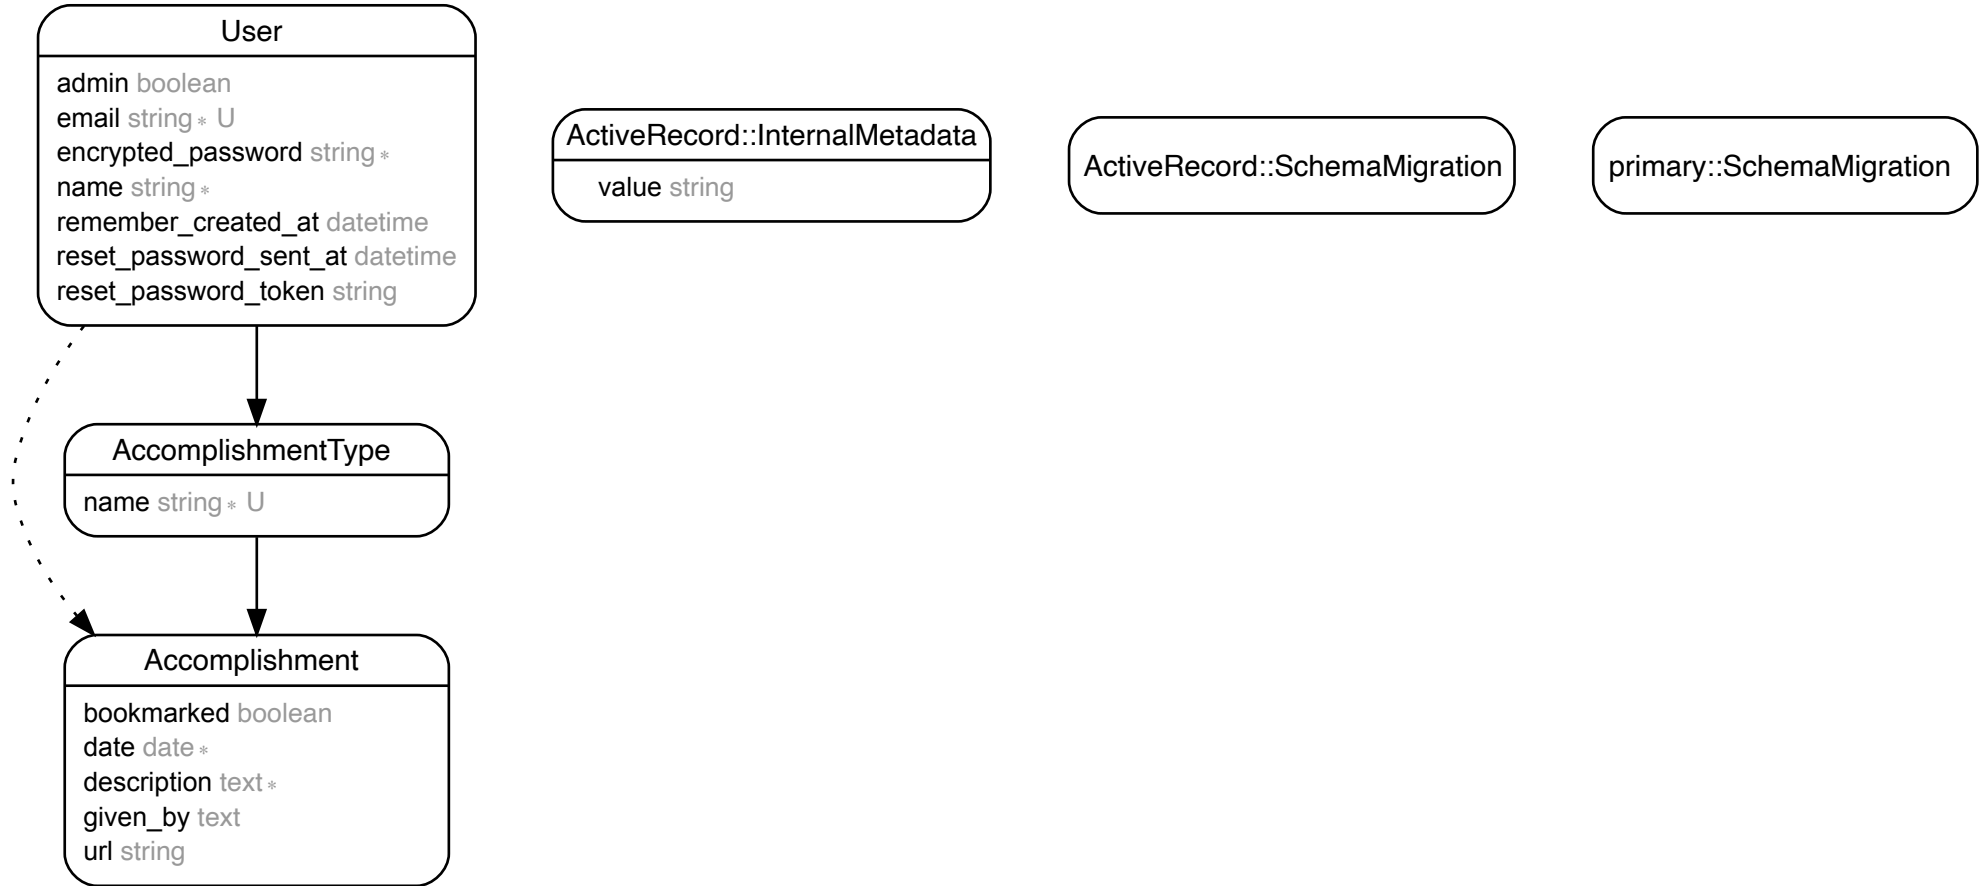 User
admin boolean
email string∗ U
encrypted_password string∗
name string∗
remember_created_at datetime
reset_password_sent_at datetime
reset_password_token string
ActiveRecord::InternalMetadata
value string
ActiveRecord::SchemaMigration
primary::SchemaMigration
AccomplishmentType
name string∗ U
Accomplishment
bookmarked boolean
date date∗
description text∗
given_by text
url string